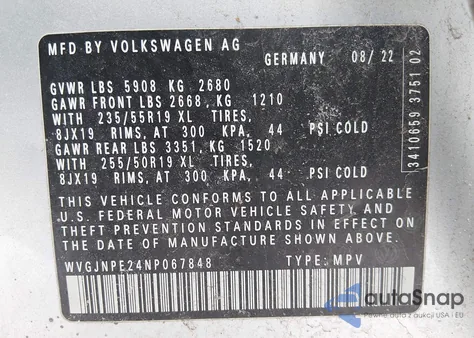 MFD BY VOLKSWAGEN AG
GERMANY 08/22
GVWR LBS 5908 KG 2680
GAWR FRONT LBS 2668, KG 1210
WITH 235/55R19 XL TIRES,
8JX19 RIMS, AT 300 KPA, 44 PSI COLD
GAWR REAR LBS 3351, KG 1520
WITH 255/50R19 XL TIRES,
8JX19 RIMS, AT 300 KPA, 44 PSI COLD
THIS VEHICLE CONFORMS TO ALL APPLICABLE
U.S. FEDERAL MOTOR VEHICLE SAFETY AND
THEFT PREVENTION STANDARDS IN EFFECT ON
THE DATE OF MANUFACTURE SHOWN ABOVE.
WVGJNPE24NP067848 TYPE: MPV
3410659 3751 02
autoSnap
AUTO AUCTIONS USA i EU